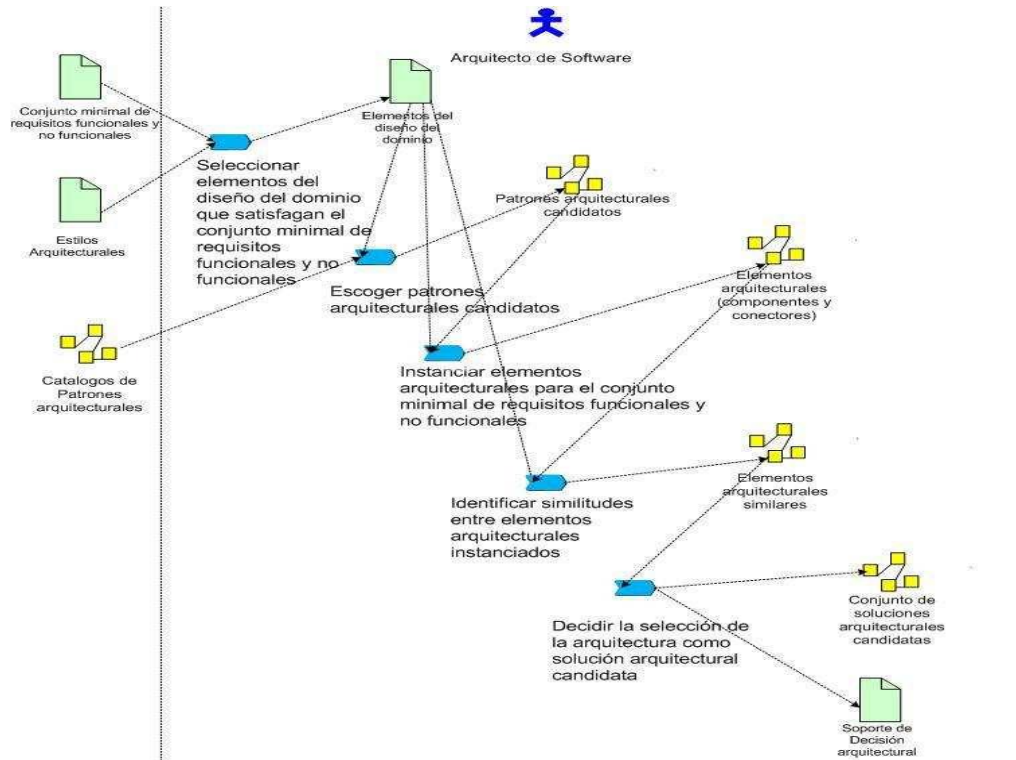 Arquitecto de Software
Conjunto minimal de
requisitos funcionales y
no funcionales
Elementos del
diseño del
dominio
Seleccionar
elementos del
diseño del dominio
que satisfagan el
conjunto minimal de
requisitos
funcionales y no
funcionales
Patrones arquitecturales
candidatos
Estilos
Arquitecturales
Elementos
arquitecturales
(componentes y
conectores)
Escoger patrones
arquitecturales candidatos
Catalogos de
Patrones
arquitecturales
Instanciar elementos
arquitecturales para el conjunto
minimal de requisitos funcionales y
no funcionales
Elementos
arquitecturales
similares
Identificar similitudes
entre elementos
arquitecturales
instanciados
Conjunto de
soluciones
arquitecturales
candidatas
Decidir la selección de
la arquitectura como
solución arquitectural
candidata
Soporte de
Decisión
arquitectural